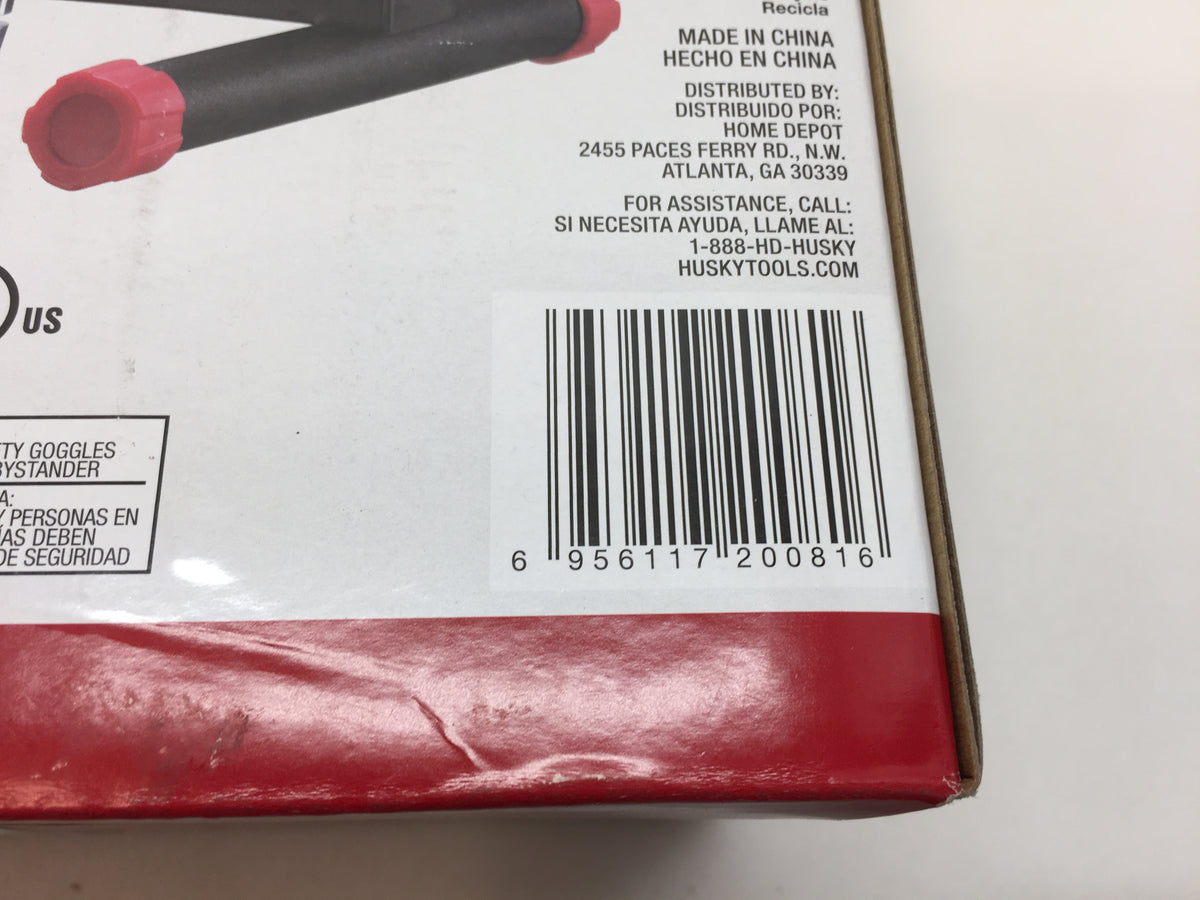 Recicla
MADE IN CHINA
HECHO EN CHINA
DISTRIBUTED BY:
DISTRIBUIDO POR:
HOME DEPOT
2455 PACES FERRY RD., N.W.
ATLANTA, GA 30339
FOR ASSISTANCE, CALL:
SI NECESITA AYUDA, LLAME AL:
1-888-HD-HUSKY
HUSKYTOOLS.COM
US
TY GOGGLES
BYSTANDER
A:
Y PERSONAS EN
ÍAS DEBEN
DE SEGURIDAD
6 956117 200816